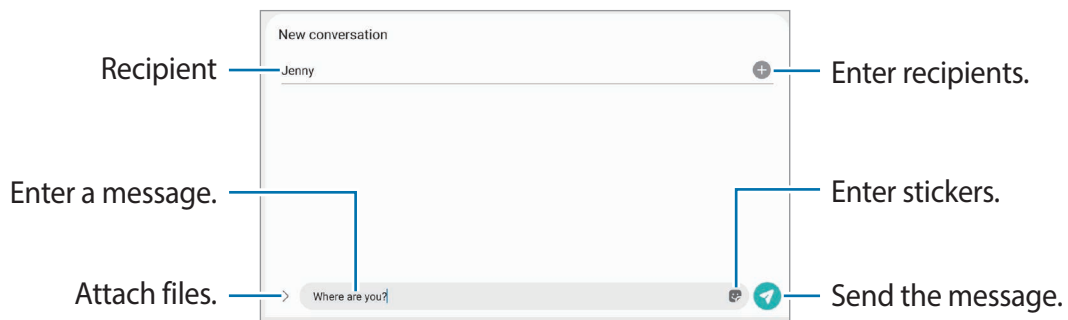 New conversation
Recipient
Jenny
Enter recipients.
Enter a message.
Enter stickers.
Attach files.
Where are you?
Send the message.